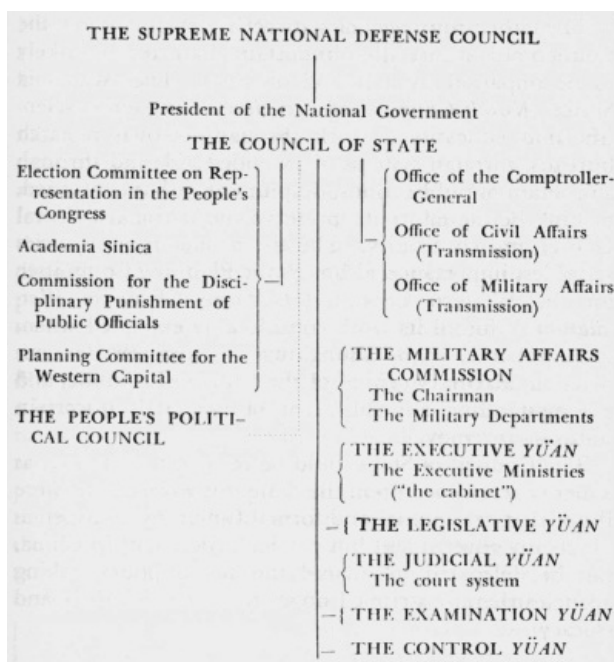 THE SUPREME NATIONAL DEFENSE COUNCIL
President of the National Government
THE COUNCIL OF STATE
Election Committee on Rep-
resentation in the People's
Congress
Academia Sinica
Commission for the Disci-
plinary Punishment of
Public Officials
Planning Committee for the
Western Capital
THE PEOPLE'S POLITI-
CAL COUNCIL
Office of the Comptroller-
General
Office of Civil Affairs
(Transmission)
Office of Military Affairs
(Transmission)
THE MILITARY AFFAIRS
COMMISSION
The Chairman
The Military Departments
THE EXECUTIVE YÜAN
The Executive Ministries
("the cabinet")
THE LEGISLATIVE YÜAN
THE JUDICIAL YÜAN
The court system
THE EXAMINATION YÜAN
THE CONTROL YÜAN